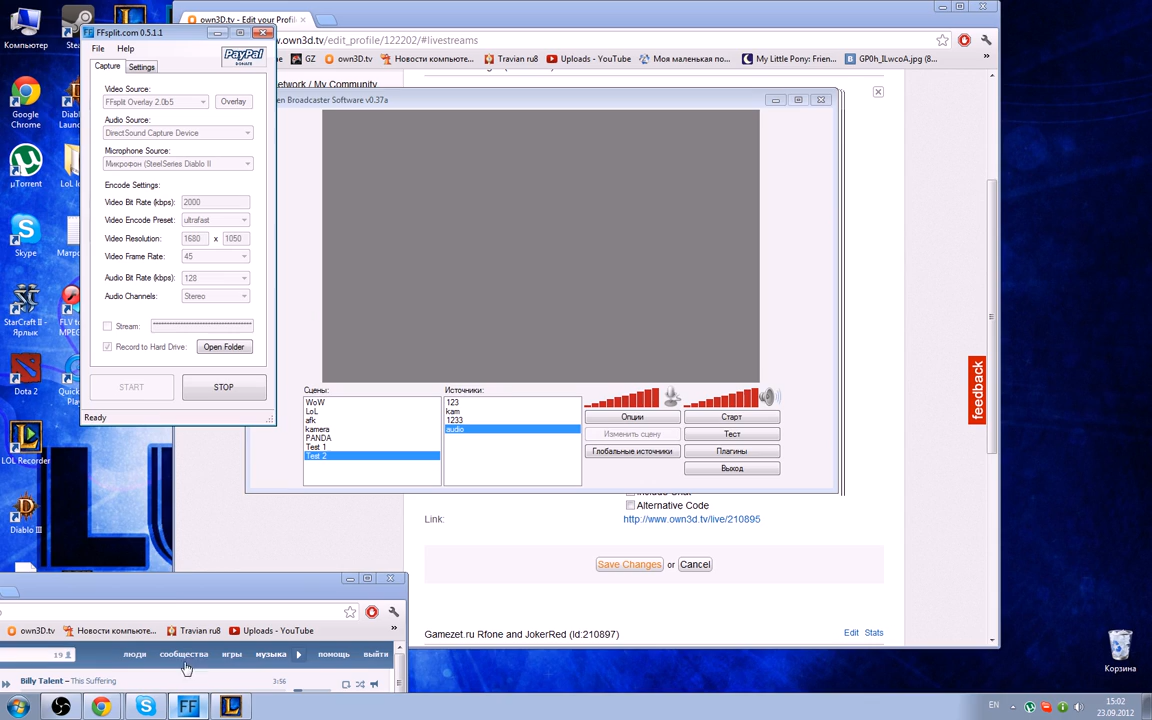 Компьютер
Google
Chrome
µTorrent
Skype
StarCraft II -
Ярлык
Dota 2
LOL Recorder
Diablo III
FLV to
MPEG
FFsplit.com 0.5.1.1
File Help
PayPal
DONATE
Capture Settings
Video Source:
FFsplit Overlay 2.0b5 Overlay
Audio Source:
DirectSound Capture Device
Microphone Source:
Микрофон (SteelSeries Diablo II
Encode Settings:
Video Bit Rate (kbps): 2000
Video Encode Preset: ultrafast
Video Resolution: 1680 x 1050
Video Frame Rate: 45
Audio Bit Rate (kbps): 128
Audio Channels: Stereo
Stream: ************************************
Record to Hard Drive: Open Folder
START STOP
Ready
own3D.tv - Edit your Profil
own3d.tv/edit_profile/122202/#livestreams
GZ own3D.tv Новости компьюте... Travian ru8 Uploads - YouTube Моя маленькая по... My Little Pony: Frien... GP0h_ILwcoA.jpg (8... »
Network / My Community
en Broadcaster Software v0.37a
Сцены: Источники:
WoW
LoL
afk
kamera
PANDA
Test 1
Test 2
123
kam
1233
audio
Опции Старт
Изменить сцену Тест
Глобальные источники Плагины
Выход
Include Chat
Alternative Code
Link: http://www.own3d.tv/live/210895
Save Changes or Cancel
Gamezet.ru Rfone and JokerRed (Id:210897) Edit Stats
feedback
own3D.tv Новости компьюте... Travian ru8 Uploads - YouTube »
19 люди сообщества игры музыка помощь выйти
Billy Talent – This Suffering 3:56
Корзина
EN
15:02
23.09.2012